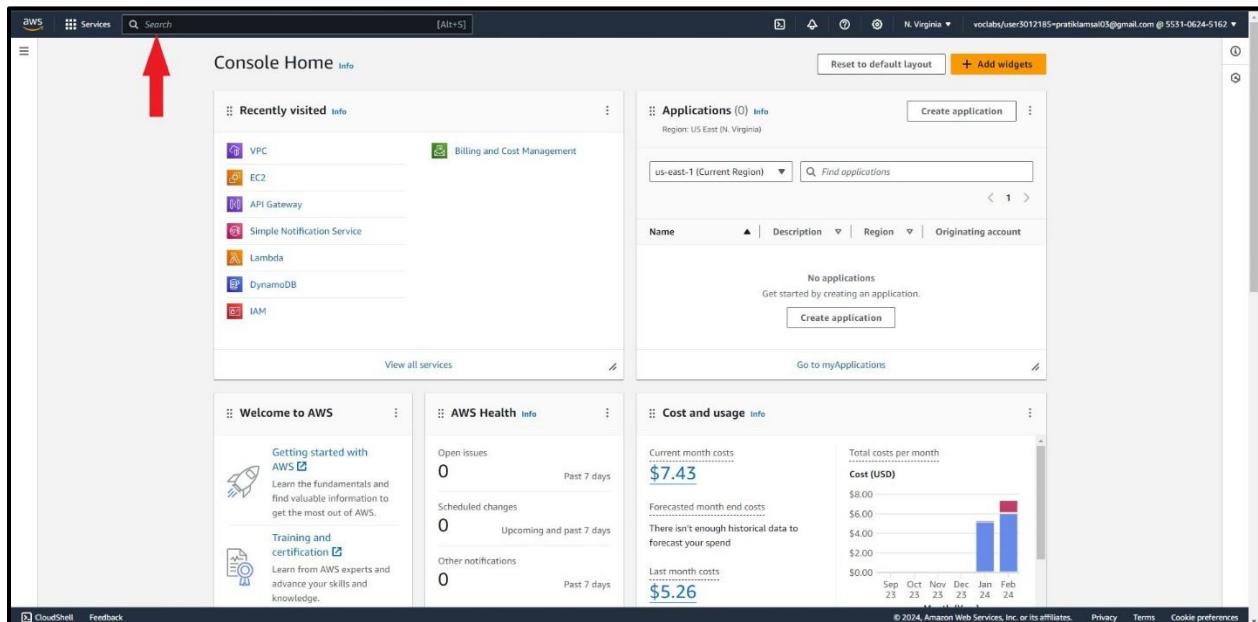 aws Services Search [Alt+S] N. Virginia voclabs/user3012185=pratiklamsal03@gmail.com @ 5531-0624-5162
Console Home Info
Reset to default layout
+ Add widgets
Recently visited Info
VPC
EC2
API Gateway
Simple Notification Service
Lambda
DynamoDB
IAM
Billing and Cost Management
View all services
Applications (0) Info
Region: US East (N. Virginia)
Create application
us-east-1 (Current Region)
Find applications
< 1 >
Name Description Region Originating account
No applications
Get started by creating an application.
Create application
Go to myApplications
Welcome to AWS
Getting started with
AWS
Learn the fundamentals and
find valuable information to
get the most out of AWS.
Training and
certification
Learn from AWS experts and
advance your skills and
knowledge.
AWS Health Info
Open issues
0 Past 7 days
Scheduled changes
0 Upcoming and past 7 days
Other notifications
0 Past 7 days
Cost and usage Info
Current month costs
$7.43
Forecasted month end costs
There isn't enough historical data to
forecast your spend
Last month costs
$5.26
Total costs per month
Cost (USD)
$8.00
$6.00
$4.00
$2.00
$0.00
Sep Oct Nov Dec Jan Feb
23 23 23 23 24 24
CloudShell Feedback © 2024, Amazon Web Services, Inc. or its affiliates. Privacy Terms Cookie preferences